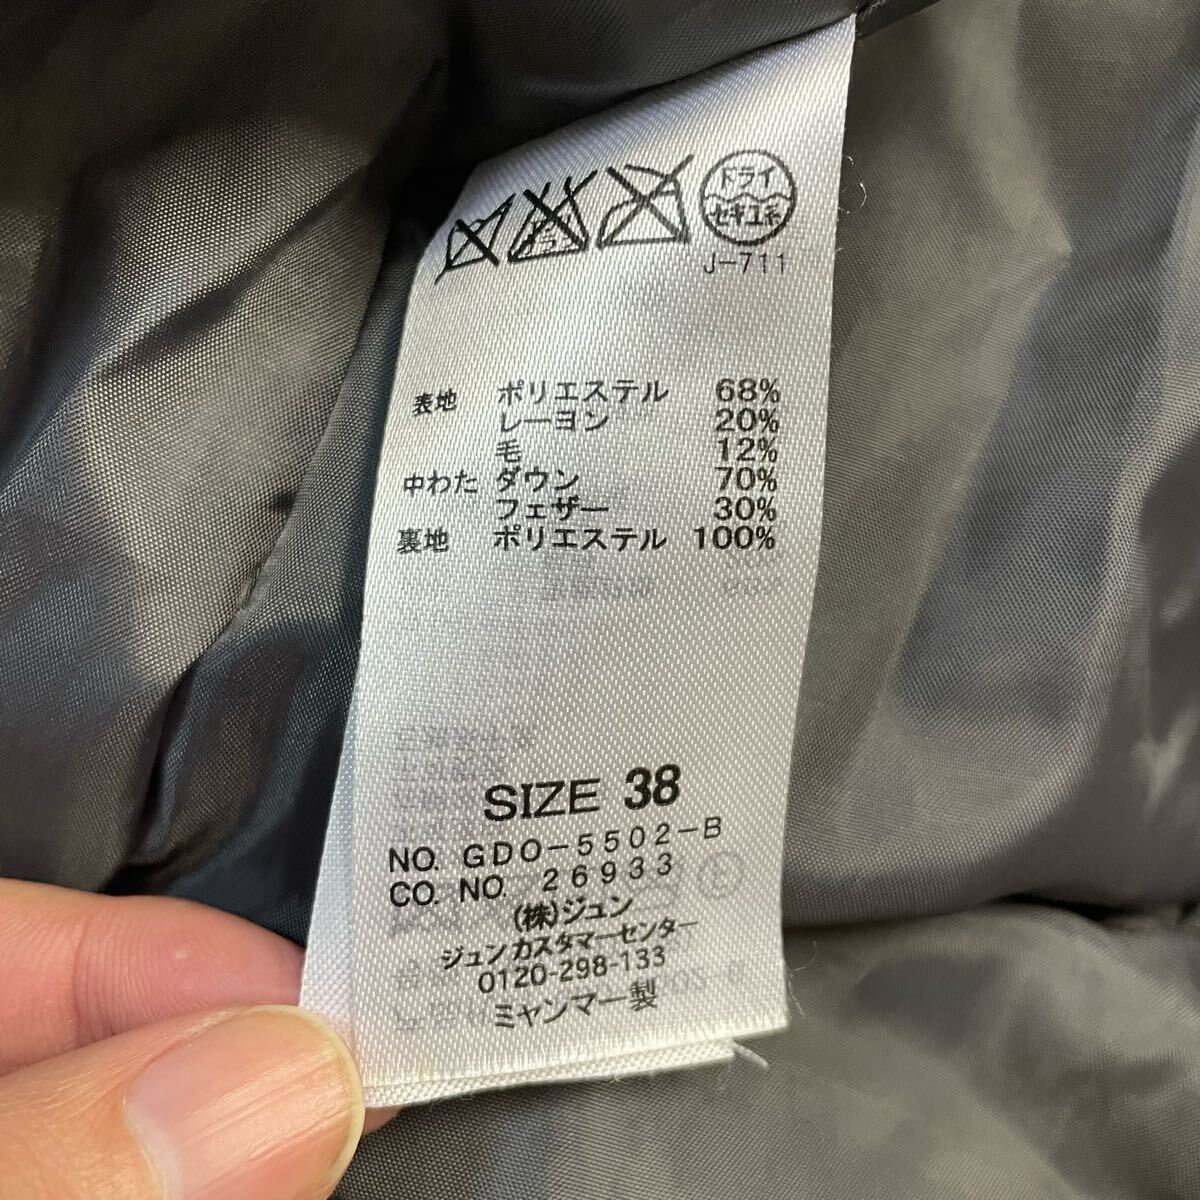 ドライ
セキユ系
J-711
表地 ポリエステル 68%
レーヨン 20%
毛 12%
中わた ダウン 70%
フェザー 30%
裏地 ポリエステル 100%
SIZE 38
NO. GDO-5502-B
CO. NO. 26933
(株)ジュン
ジュンカスタマーセンター
0120-298-133
ミャンマー製